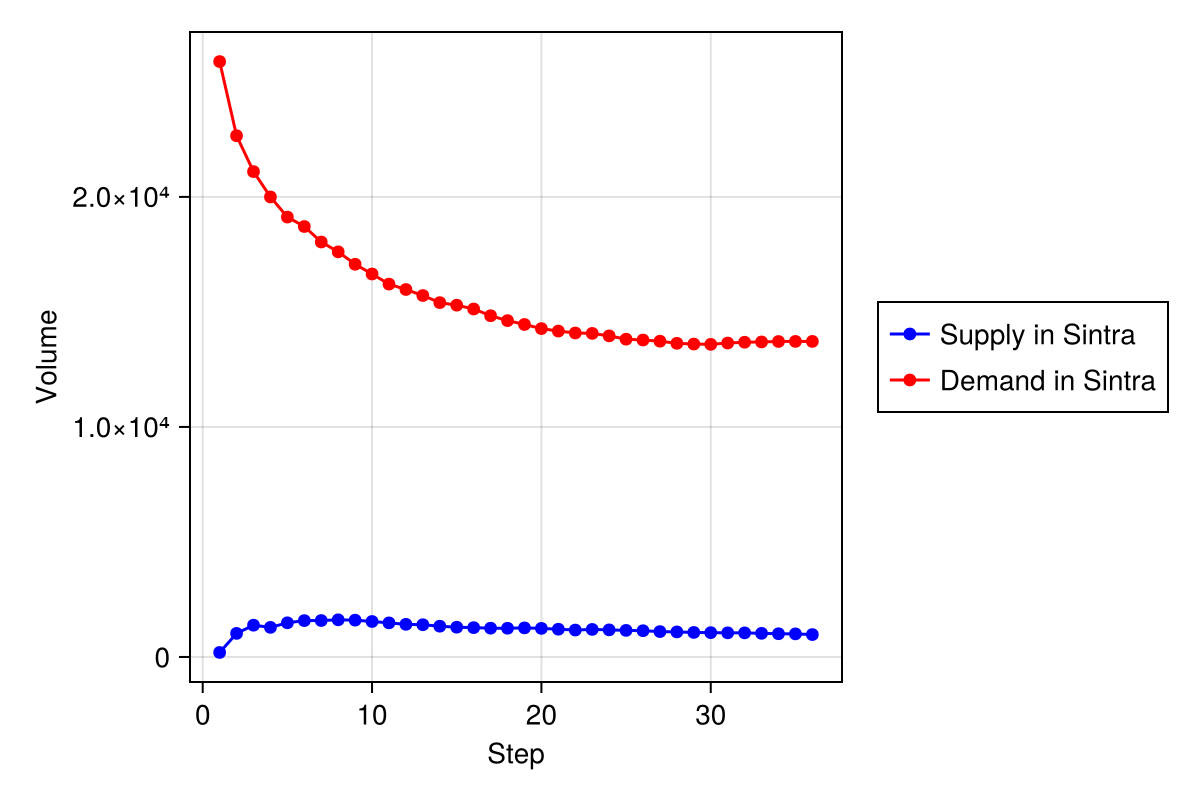 Volume
2.0×10⁴
1.0×10⁴
0
0 10 20 30
Step
Supply in Sintra
Demand in Sintra